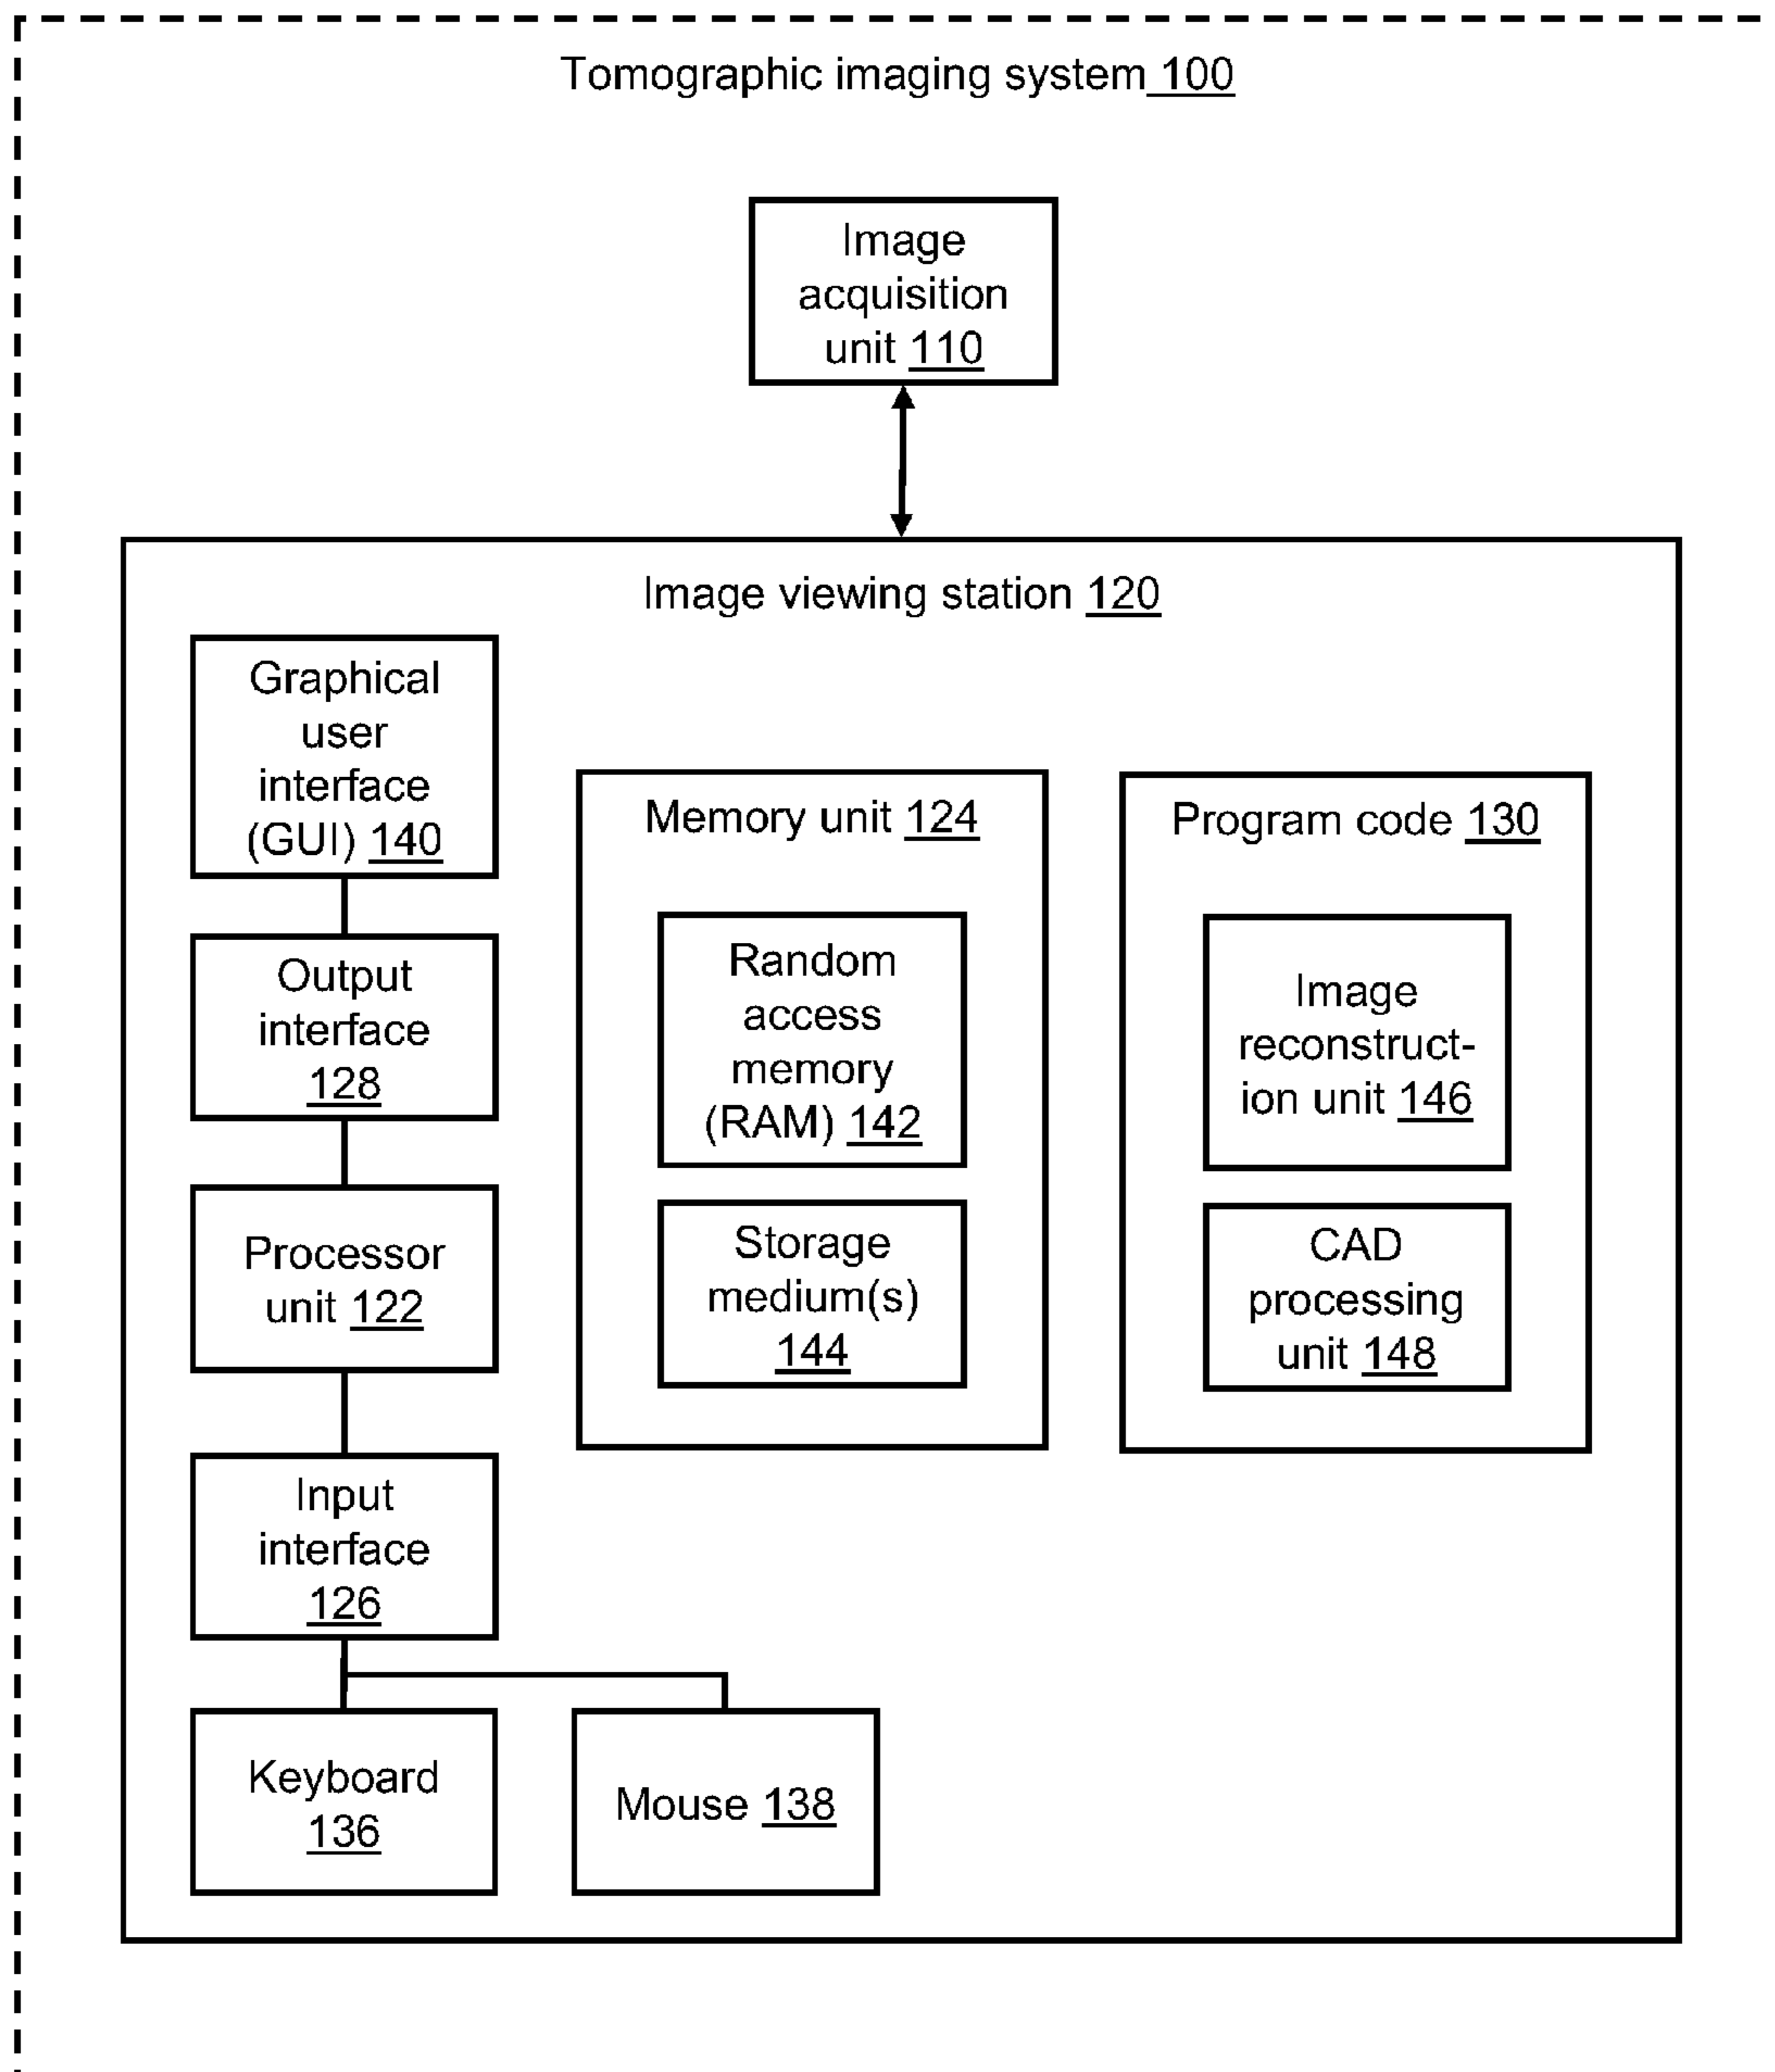 Tomographic imaging system 100
Image
acquisition
unit 110
Image viewing station 120
Graphical
user
interface
(GUI) 140
Output
interface
128
Processor
unit 122
Input
interface
126
Keyboard
136
Mouse 138
Memory unit 124
Random
access
memory
(RAM) 142
Storage
medium(s)
144
Program code 130
Image
reconstruct-
ion unit 146
CAD
processing
unit 148